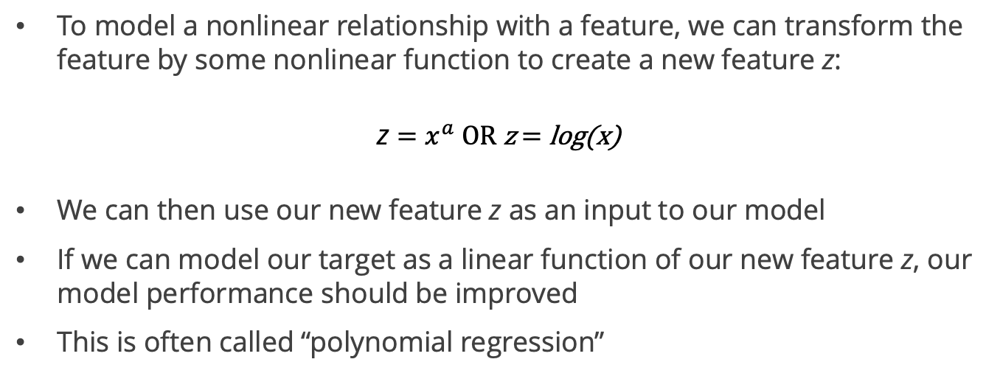 • To model a nonlinear relationship with a feature, we can transform the
feature by some nonlinear function to create a new feature z:
z = xᵃ OR z= log(x)
• We can then use our new feature z as an input to our model
• If we can model our target as a linear function of our new feature z, our
model performance should be improved
• This is often called “polynomial regression”